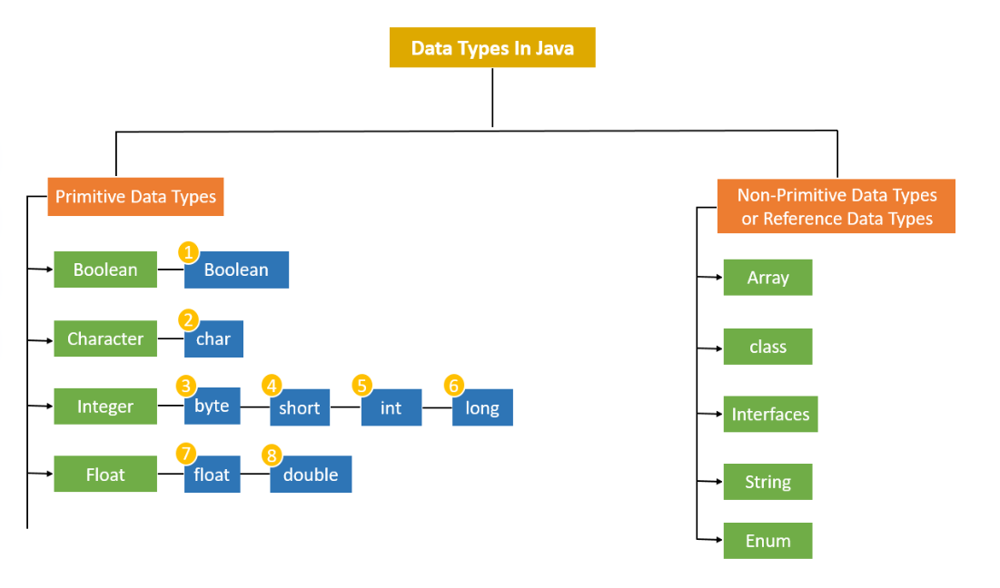 Data Types In Java
Primitive Data Types
Boolean
1
Boolean
Character
2
char
Integer
3
byte
4
short
5
int
6
long
Float
7
float
8
double
Non-Primitive Data Types
or Reference Data Types
Array
class
Interfaces
String
Enum